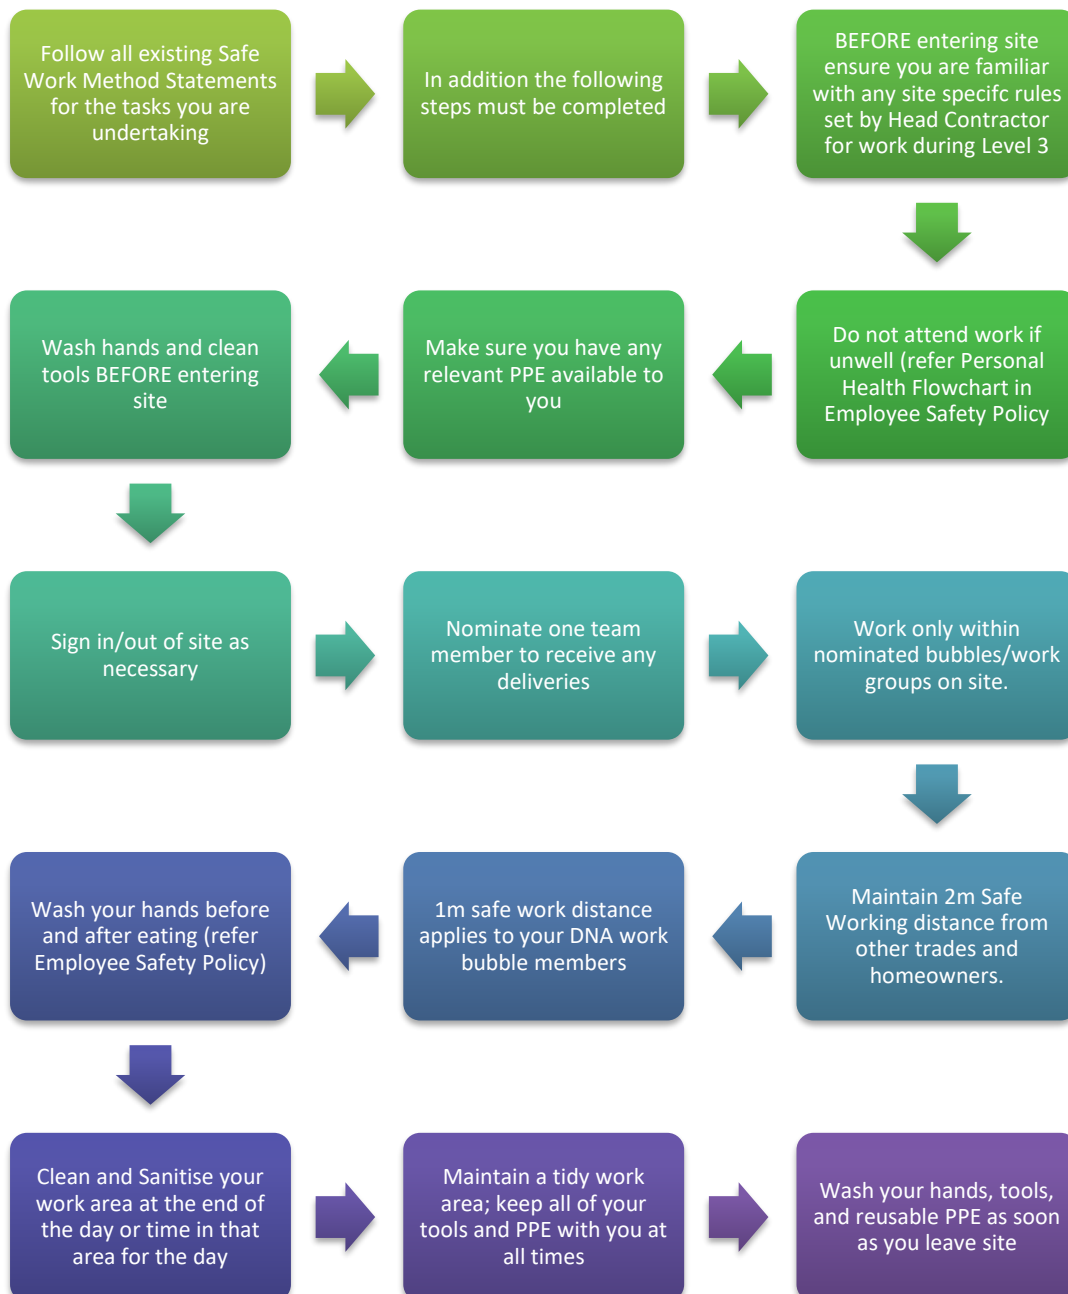 Follow all existing Safe
Work Method Statements
for the tasks you are
undertaking
In addition the following
steps must be completed
BEFORE entering site
ensure you are familiar
with any site specifc rules
set by Head Contractor
for work during Level 3
Do not attend work if
unwell (refer Personal
Health Flowchart in
Employee Safety Policy
Make sure you have any
relevant PPE available to
you
Wash hands and clean
tools BEFORE entering
site
Sign in/out of site as
necessary
Nominate one team
member to receive any
deliveries
Work only within
nominated bubbles/work
groups on site.
Maintain 2m Safe
Working distance from
other trades and
homeowners.
1m safe work distance
applies to your DNA work
bubble members
Wash your hands before
and after eating (refer
Employee Safety Policy)
Clean and Sanitise your
work area at the end of
the day or time in that
area for the day
Maintain a tidy work
area; keep all of your
tools and PPE with you at
all times
Wash your hands, tools,
and reusable PPE as soon
as you leave site